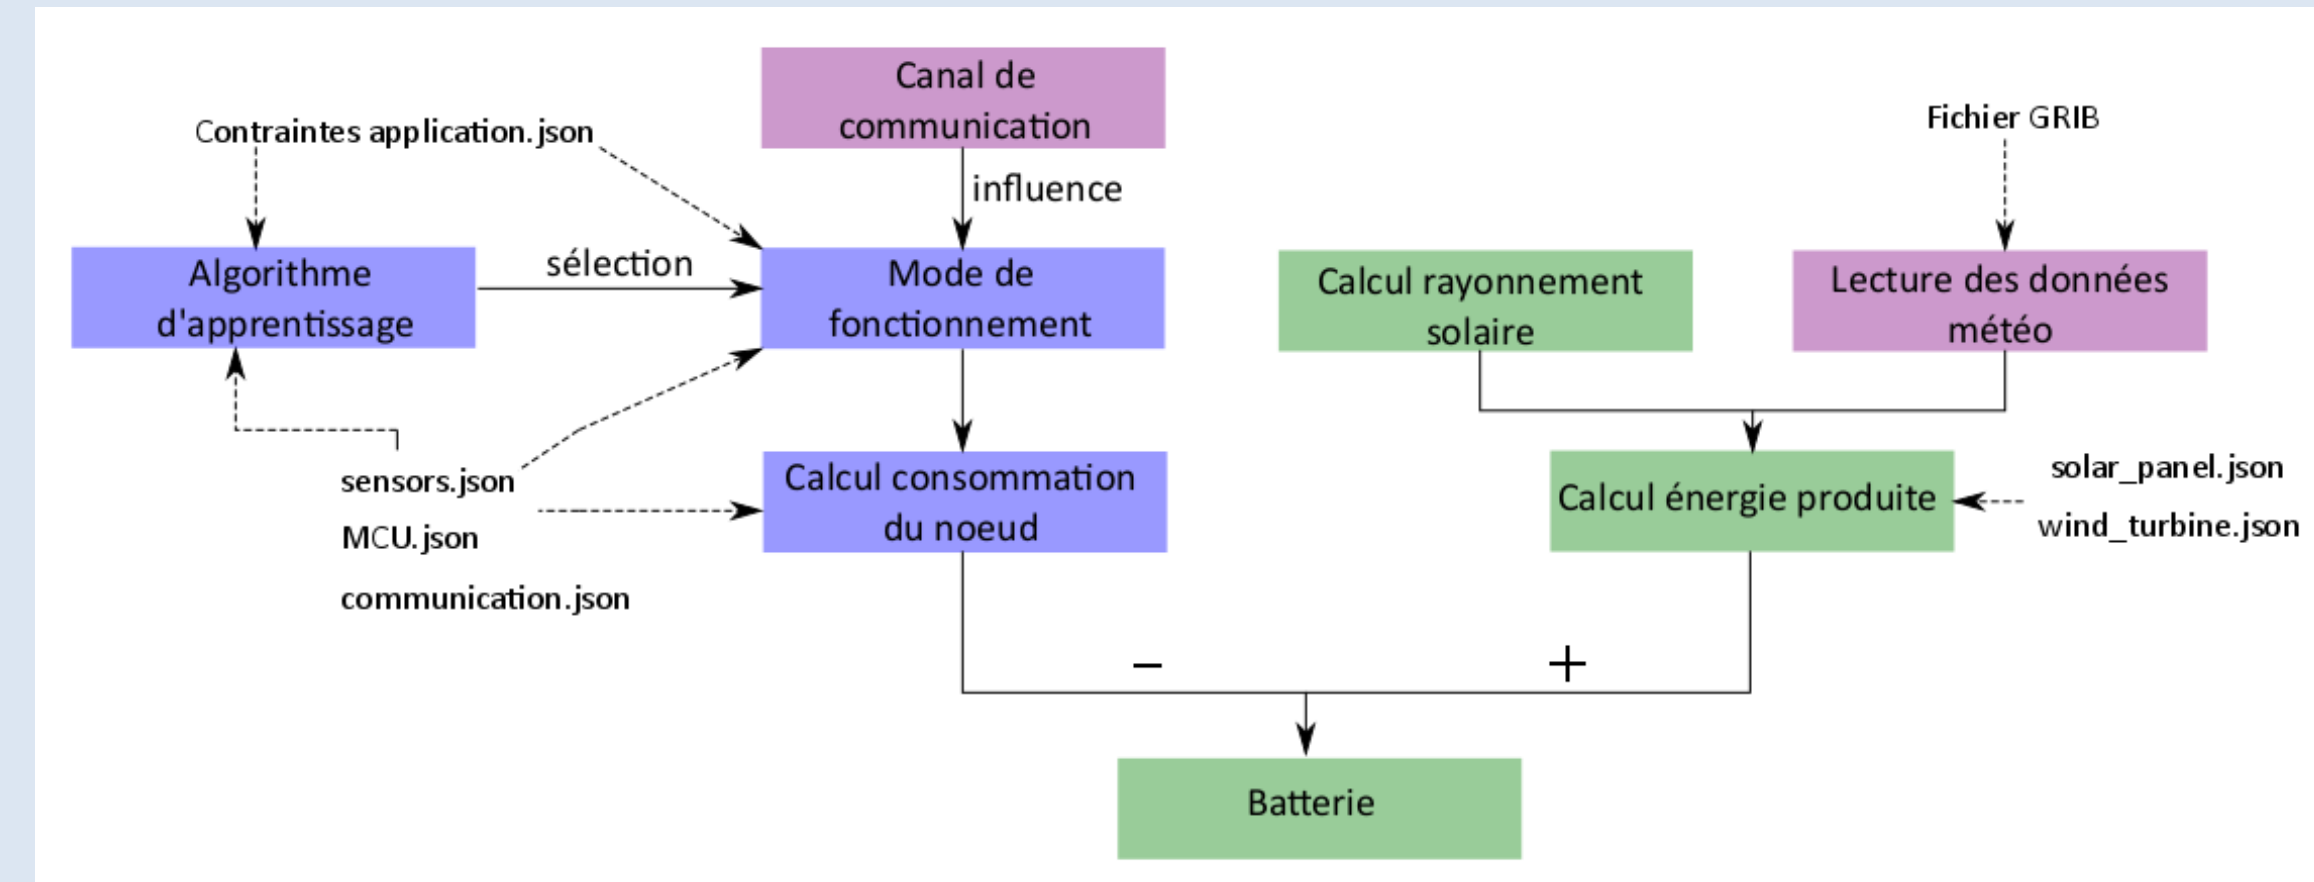 Canal de
communication
Contraintes application.json
Fichier GRIB
influence
Algorithme
d'apprentissage
sélection
Mode de
fonctionnement
Calcul rayonnement
solaire
Lecture des données
météo
sensors.json
MCU.json
communication.json
Calcul consommation
du noeud
Calcul énergie produite
solar_panel.json
wind_turbine.json
–
+
Batterie